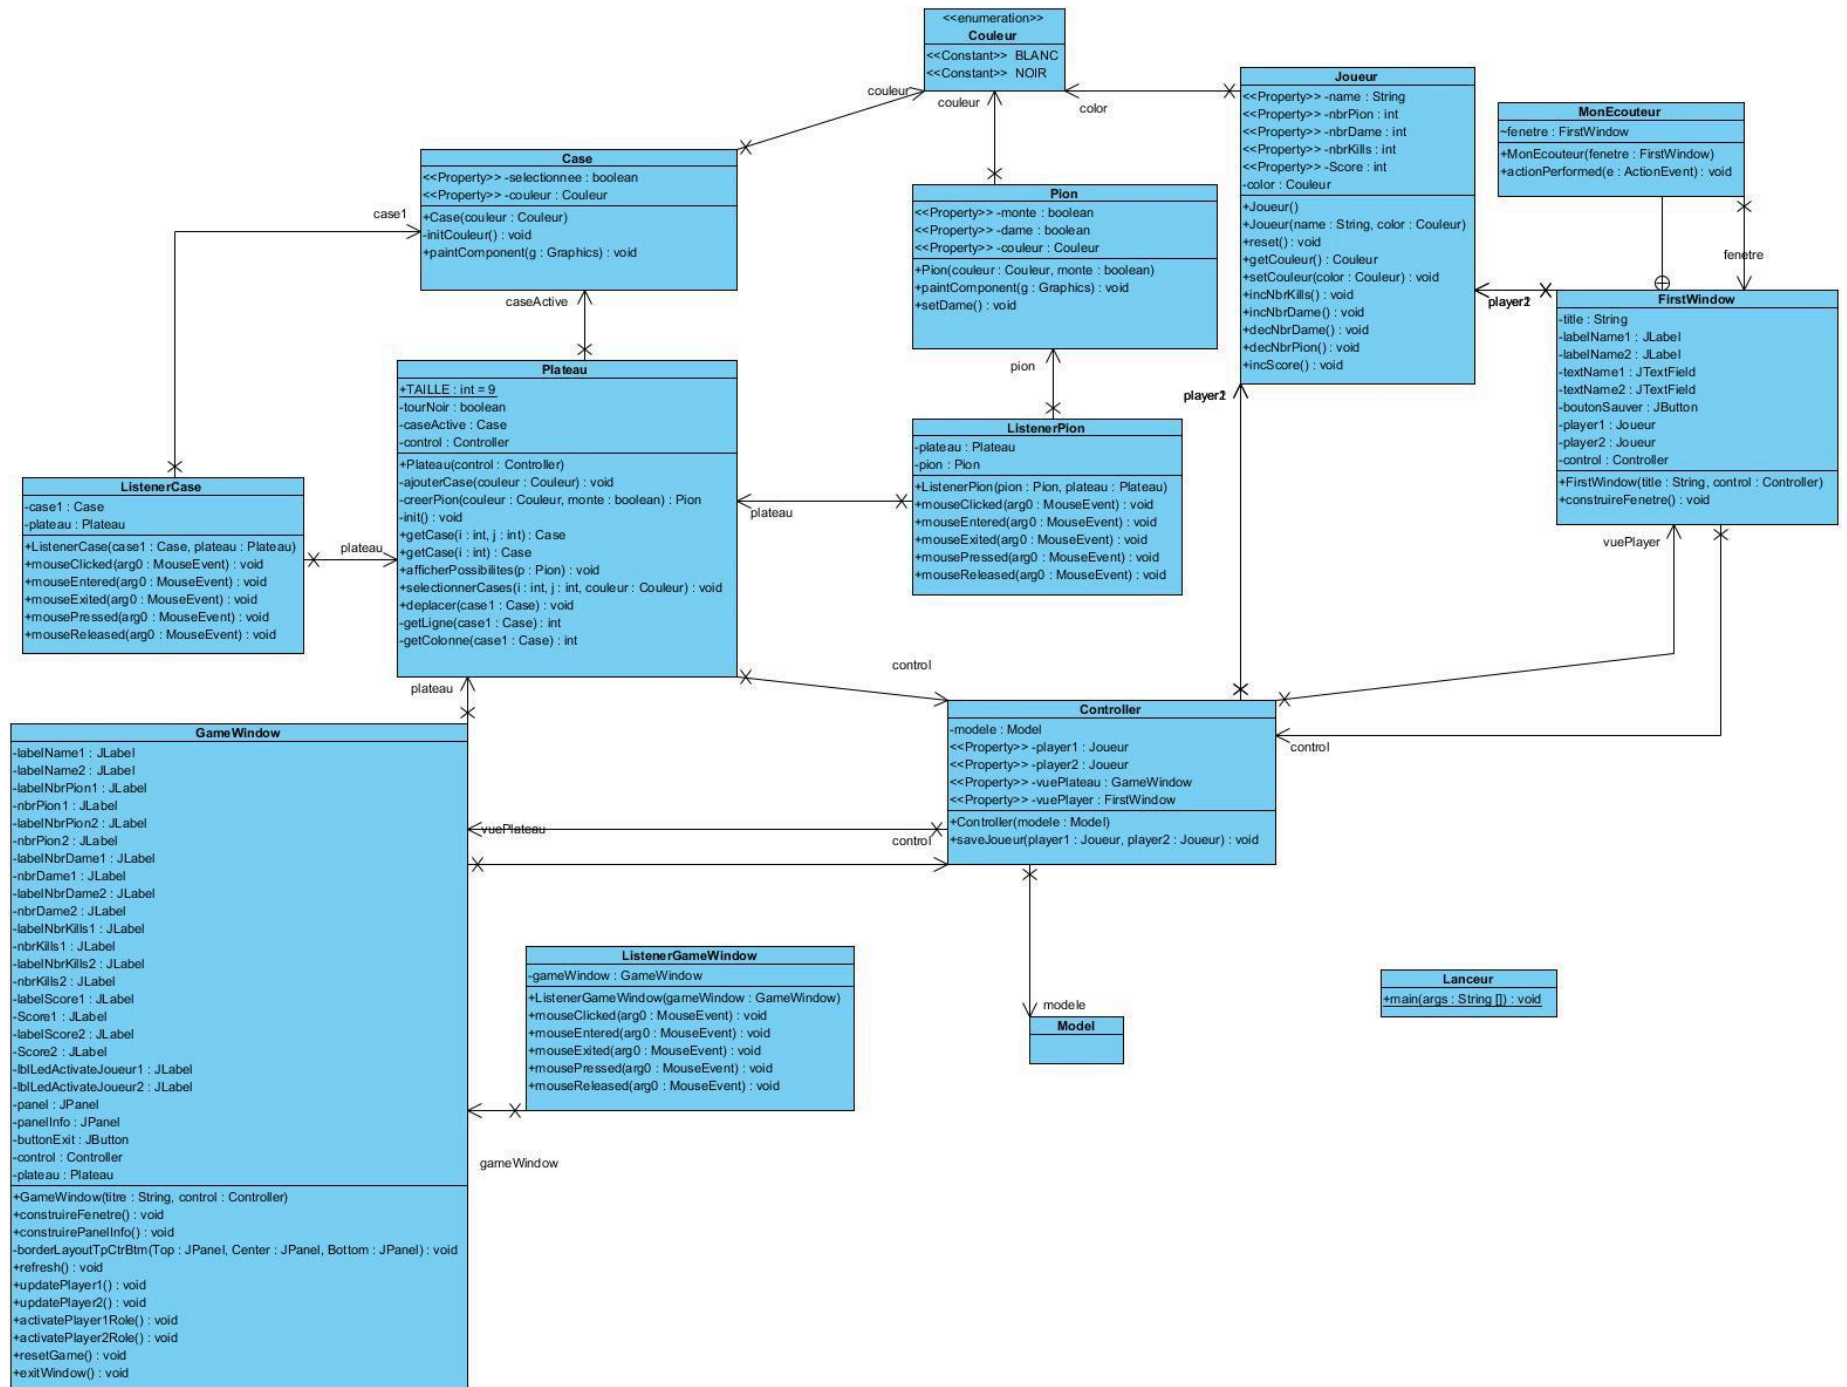 <<enumeration>>
Couleur
<<Constant>> BLANC
<<Constant>> NOIR
couleur
couleur
color
Joueur
<<Property>> -name : String
<<Property>> -nbrPion : int
<<Property>> -nbrDame : int
<<Property>> -nbrKills : int
<<Property>> -Score : int
-color : Couleur
+Joueur()
+Joueur(name : String, color : Couleur)
+reset() : void
+getCouleur() : Couleur
+setCouleur(color : Couleur) : void
+incNbrKills() : void
+incNbrDame() : void
+decNbrDame() : void
+decNbrPion() : void
+incScore() : void
MonEcouteur
~fenetre : FirstWindow
+MonEcouteur(fenetre : FirstWindow)
+actionPerformed(e : ActionEvent) : void
fenetre
Case
<<Property>> -selectionnee : boolean
<<Property>> -couleur : Couleur
+Case(couleur : Couleur)
-initCouleur() : void
+paintComponent(g : Graphics) : void
case1
caseActive
Pion
<<Property>> -monte : boolean
<<Property>> -dame : boolean
<<Property>> -couleur : Couleur
+Pion(couleur : Couleur, monte : boolean)
+paintComponent(g : Graphics) : void
+setDame() : void
pion
FirstWindow
-title : String
-labelName1 : JLabel
-labelName2 : JLabel
-textName1 : JTextField
-textName2 : JTextField
-boutonSauver : JButton
-player1 : Joueur
-player2 : Joueur
-control : Controller
+FirstWindow(title : String, control : Controller)
+construireFenetre() : void
vuePlayer
Plateau
+TAILLE : int = 9
-tourNoir : boolean
-caseActive : Case
-control : Controller
+Plateau(control : Controller)
-ajouterCase(couleur : Couleur) : void
-creerPion(couleur : Couleur, monte : boolean) : Pion
-init() : void
+getCase(i : int, j : int) : Case
+getCase(i : int) : Case
+afficherPossibilites(p : Pion) : void
+selectionnerCases(i : int, j : int, couleur : Couleur) : void
+deplacer(case1 : Case) : void
-getLigne(case1 : Case) : int
-getColonne(case1 : Case) : int
ListenerPion
-plateau : Plateau
-pion : Pion
+ListenerPion(pion : Pion, plateau : Plateau)
+mouseClicked(arg0 : MouseEvent) : void
+mouseEntered(arg0 : MouseEvent) : void
+mouseExited(arg0 : MouseEvent) : void
+mousePressed(arg0 : MouseEvent) : void
+mouseReleased(arg0 : MouseEvent) : void
plateau
ListenerCase
-case1 : Case
-plateau : Plateau
+ListenerCase(case1 : Case, plateau : Plateau)
+mouseClicked(arg0 : MouseEvent) : void
+mouseEntered(arg0 : MouseEvent) : void
+mouseExited(arg0 : MouseEvent) : void
+mousePressed(arg0 : MouseEvent) : void
+mouseReleased(arg0 : MouseEvent) : void
plateau
plateau
control
Controller
-modele : Model
<<Property>> -player1 : Joueur
<<Property>> -player2 : Joueur
<<Property>> -vuePlateau : GameWindow
<<Property>> -vuePlayer : FirstWindow
+Controller(modele : Model)
+saveJoueur(player1 : Joueur, player2 : Joueur) : void
control
vuePlateau
control
GameWindow
-labelName1 : JLabel
-labelName2 : JLabel
-labelNbrPion1 : JLabel
-nbrPion1 : JLabel
-labelNbrPion2 : JLabel
-nbrPion2 : JLabel
-labelNbrDame1 : JLabel
-nbrDame1 : JLabel
-labelNbrDame2 : JLabel
-nbrDame2 : JLabel
-labelNbrKills1 : JLabel
-nbrKills1 : JLabel
-labelNbrKills2 : JLabel
-nbrKills2 : JLabel
-labelScore1 : JLabel
-Score1 : JLabel
-labelScore2 : JLabel
-Score2 : JLabel
-lblLedActivateJoueur1 : JLabel
-lblLedActivateJoueur2 : JLabel
-panel : JPanel
-panelInfo : JPanel
-buttonExit : JButton
-control : Controller
-plateau : Plateau
+GameWindow(titre : String, control : Controller)
+construireFenetre() : void
+construirePanelInfo() : void
-borderLayoutTpCtrBtm(Top : JPanel, Center : JPanel, Bottom : JPanel) : void
+refresh() : void
+updatePlayer1() : void
+updatePlayer2() : void
+activatePlayer1Role() : void
+activatePlayer2Role() : void
+resetGame() : void
+exitWindow() : void
ListenerGameWindow
-gameWindow : GameWindow
+ListenerGameWindow(gameWindow : GameWindow)
+mouseClicked(arg0 : MouseEvent) : void
+mouseEntered(arg0 : MouseEvent) : void
+mouseExited(arg0 : MouseEvent) : void
+mousePressed(arg0 : MouseEvent) : void
+mouseReleased(arg0 : MouseEvent) : void
gameWindow
modele
Model
Lanceur
+main(args : String []) : void